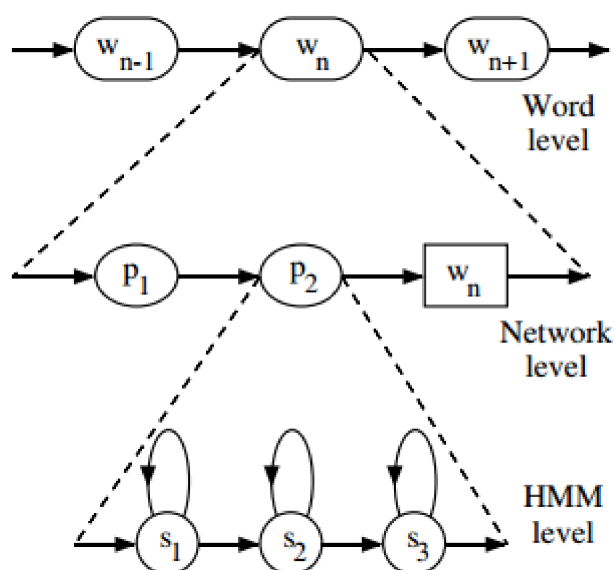 w_{n-1} w_n w_{n+1}
Word
level
p_1 p_2 w_n
Network
level
HMM
level
s_1 s_2 s_3